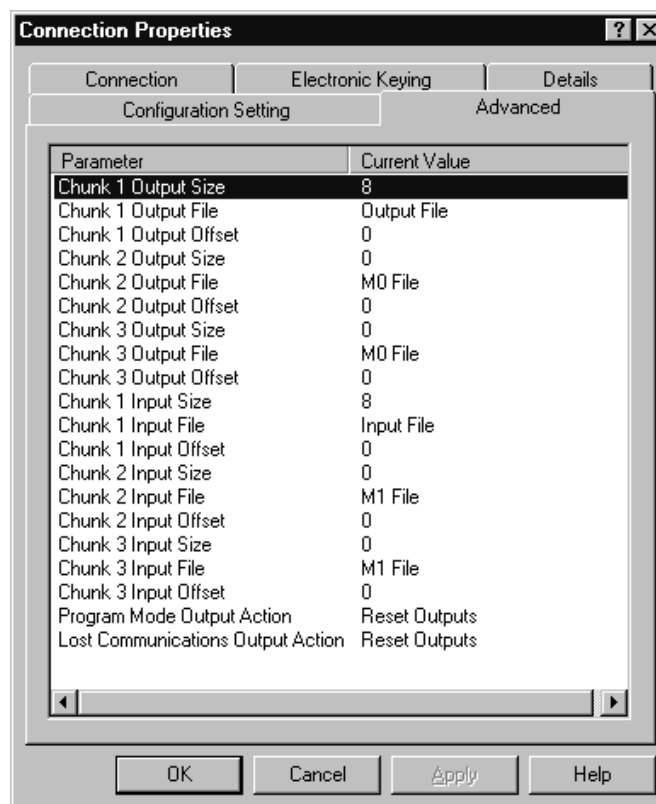 Connection Properties
Connection Electronic Keying Details
Configuration Setting Advanced
Parameter Current Value
Chunk 1 Output Size 8
Chunk 1 Output File Output File
Chunk 1 Output Offset 0
Chunk 2 Output Size 0
Chunk 2 Output File M0 File
Chunk 2 Output Offset 0
Chunk 3 Output Size 0
Chunk 3 Output File M0 File
Chunk 3 Output Offset 0
Chunk 1 Input Size 8
Chunk 1 Input File Input File
Chunk 1 Input Offset 0
Chunk 2 Input Size 0
Chunk 2 Input File M1 File
Chunk 2 Input Offset 0
Chunk 3 Input Size 0
Chunk 3 Input File M1 File
Chunk 3 Input Offset 0
Program Mode Output Action Reset Outputs
Lost Communications Output Action Reset Outputs
OK Cancel Apply Help